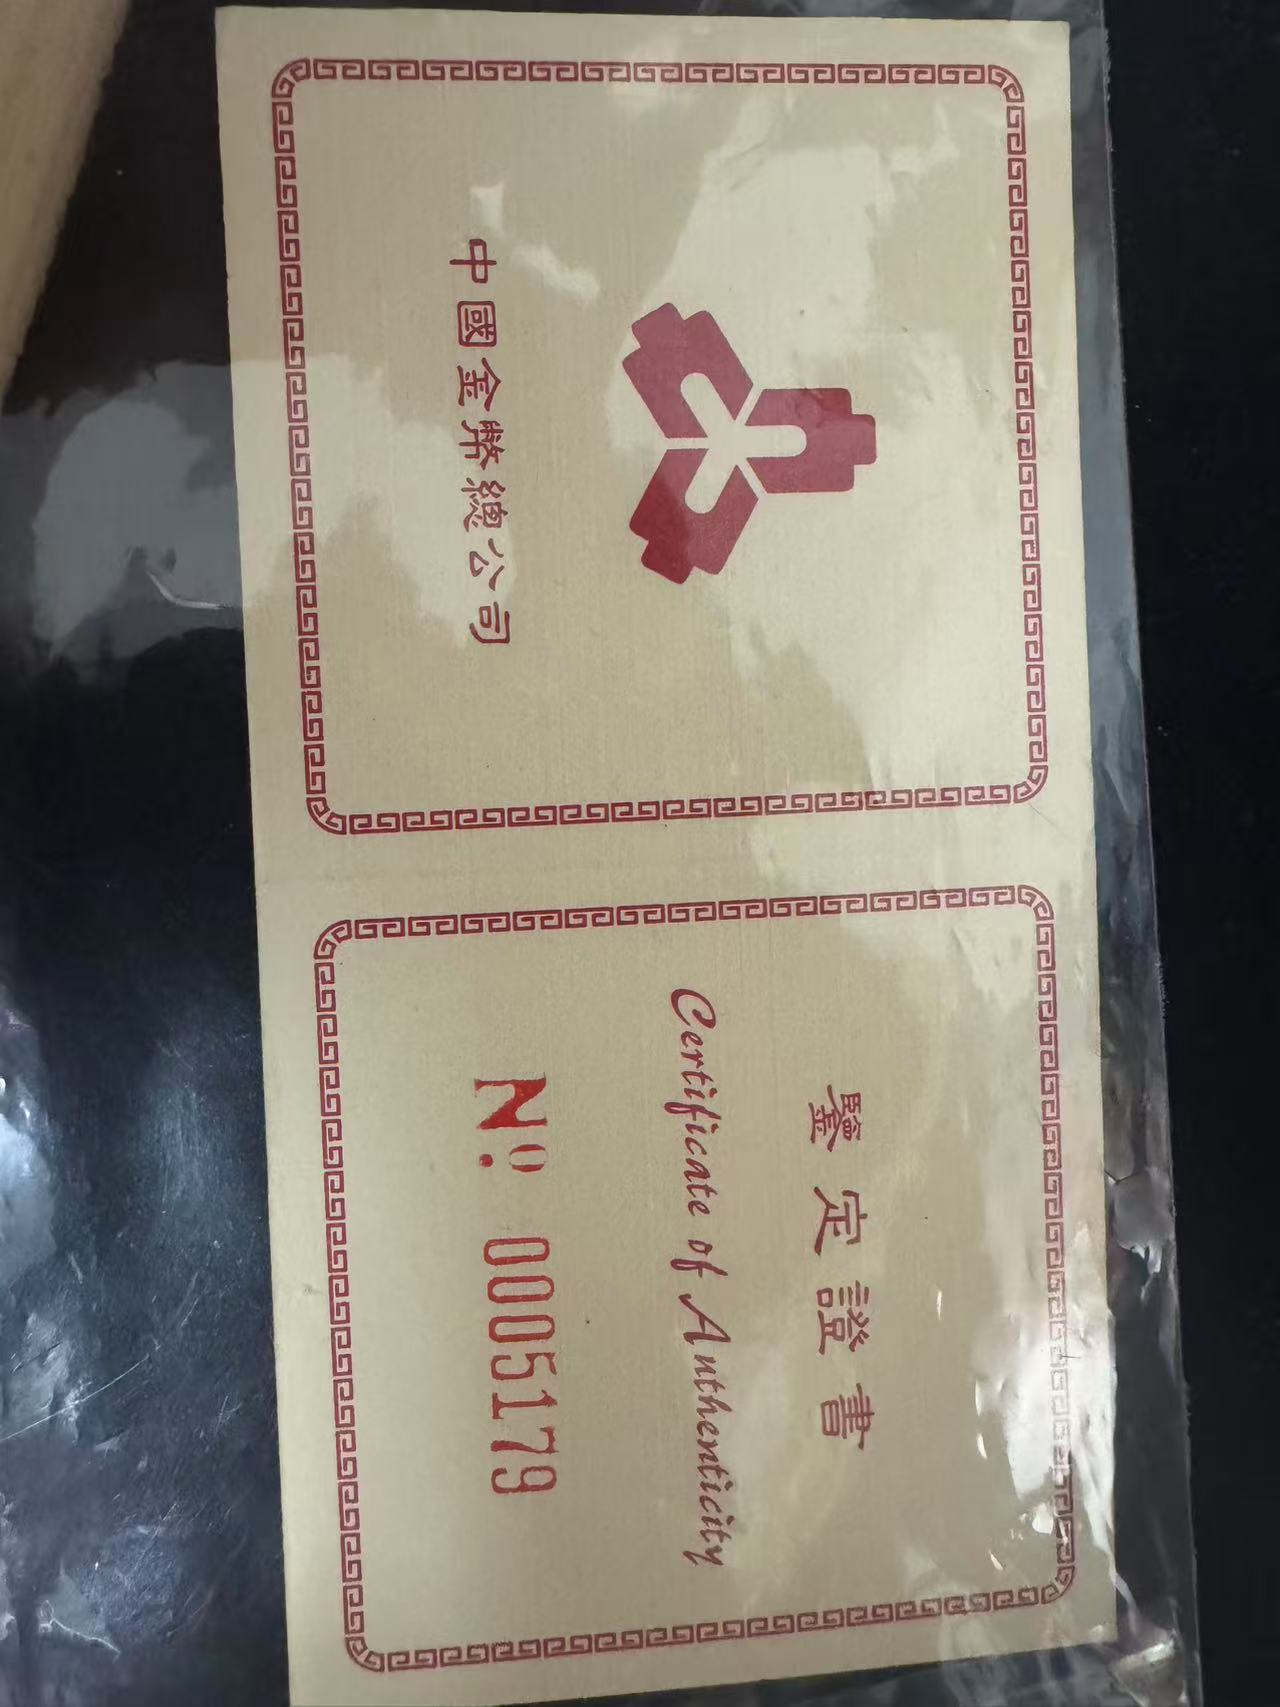 中國金幣總公司
鑒定證書
Certificate of Authenticity
Nº 0005179